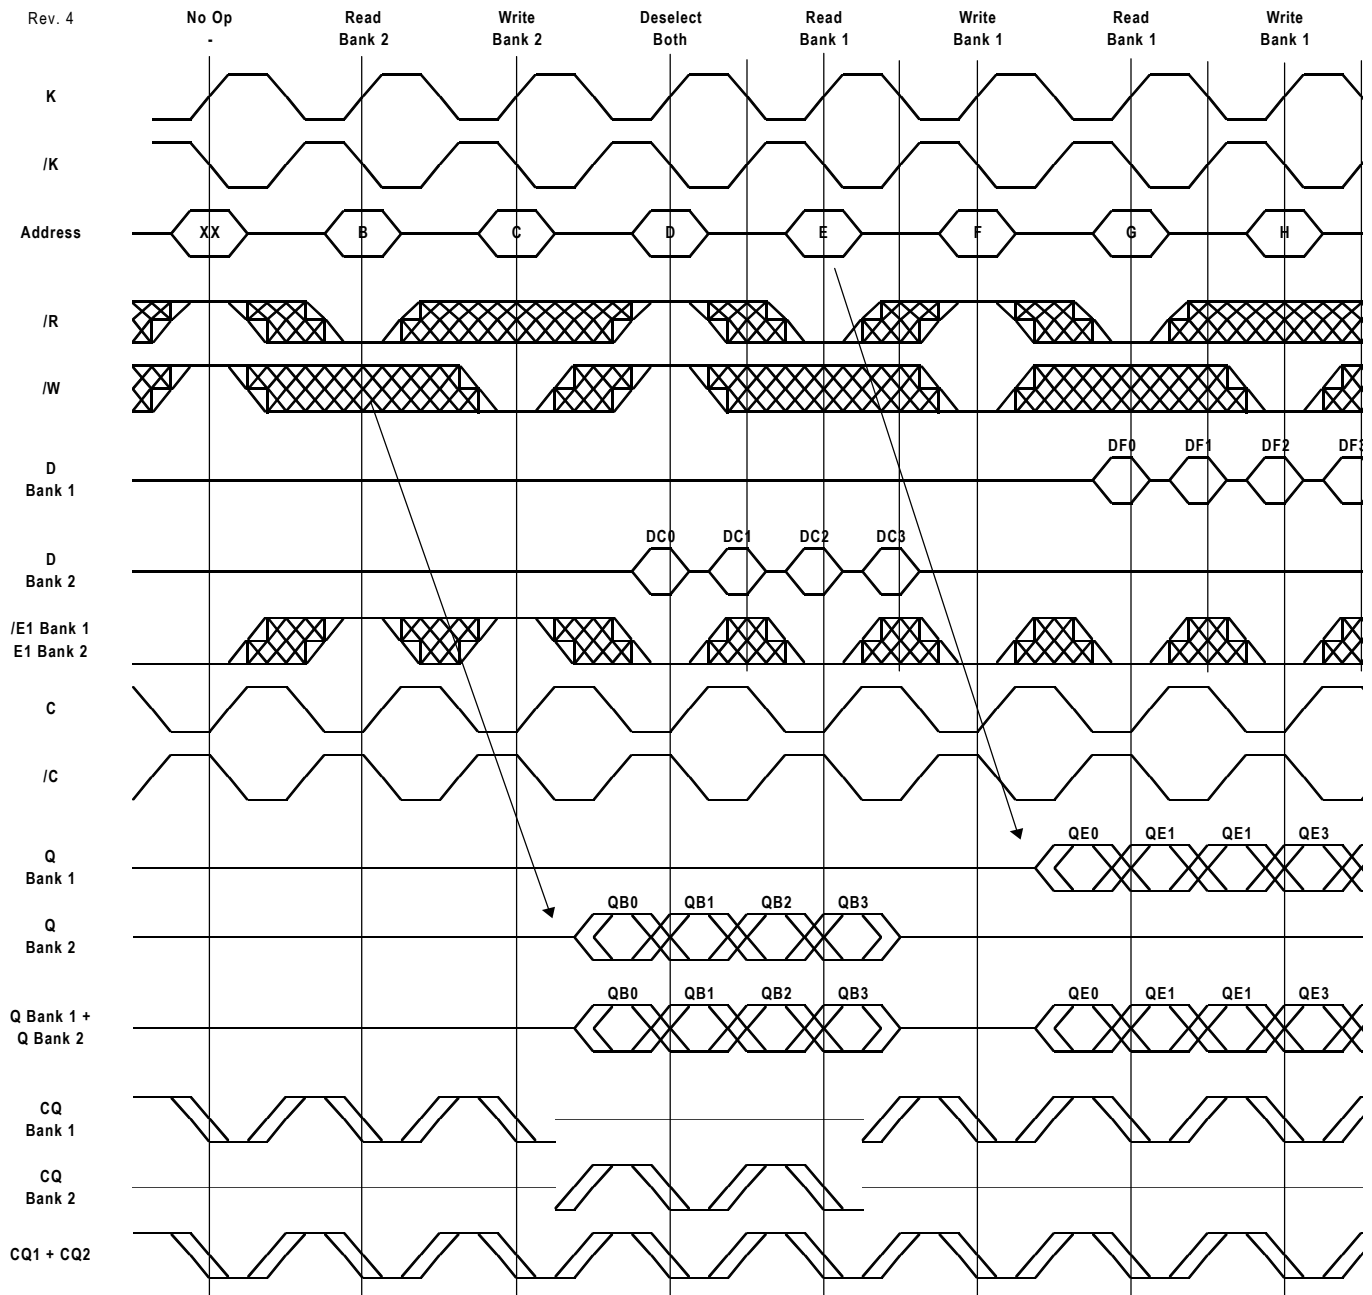 Rev. 4
No Op
-
Read
Bank 2
Write
Bank 2
Deselect
Both
Read
Bank 1
Write
Bank 1
Read
Bank 1
Write
Bank 1
K
/K
Address
XX
B
C
D
E
F
G
H
/R
/W
D
Bank 1
DF0
DF1
DF2
DF3
D
Bank 2
DC0
DC1
DC2
DC3
/E1 Bank 1
E1 Bank 2
C
/C
Q
Bank 1
QE0
QE1
QE1
QE3
Q
Bank 2
QB0
QB1
QB2
QB3
Q Bank 1 +
Q Bank 2
QB0
QB1
QB2
QB3
QE0
QE1
QE1
QE3
CQ
Bank 1
CQ
Bank 2
CQ1 + CQ2